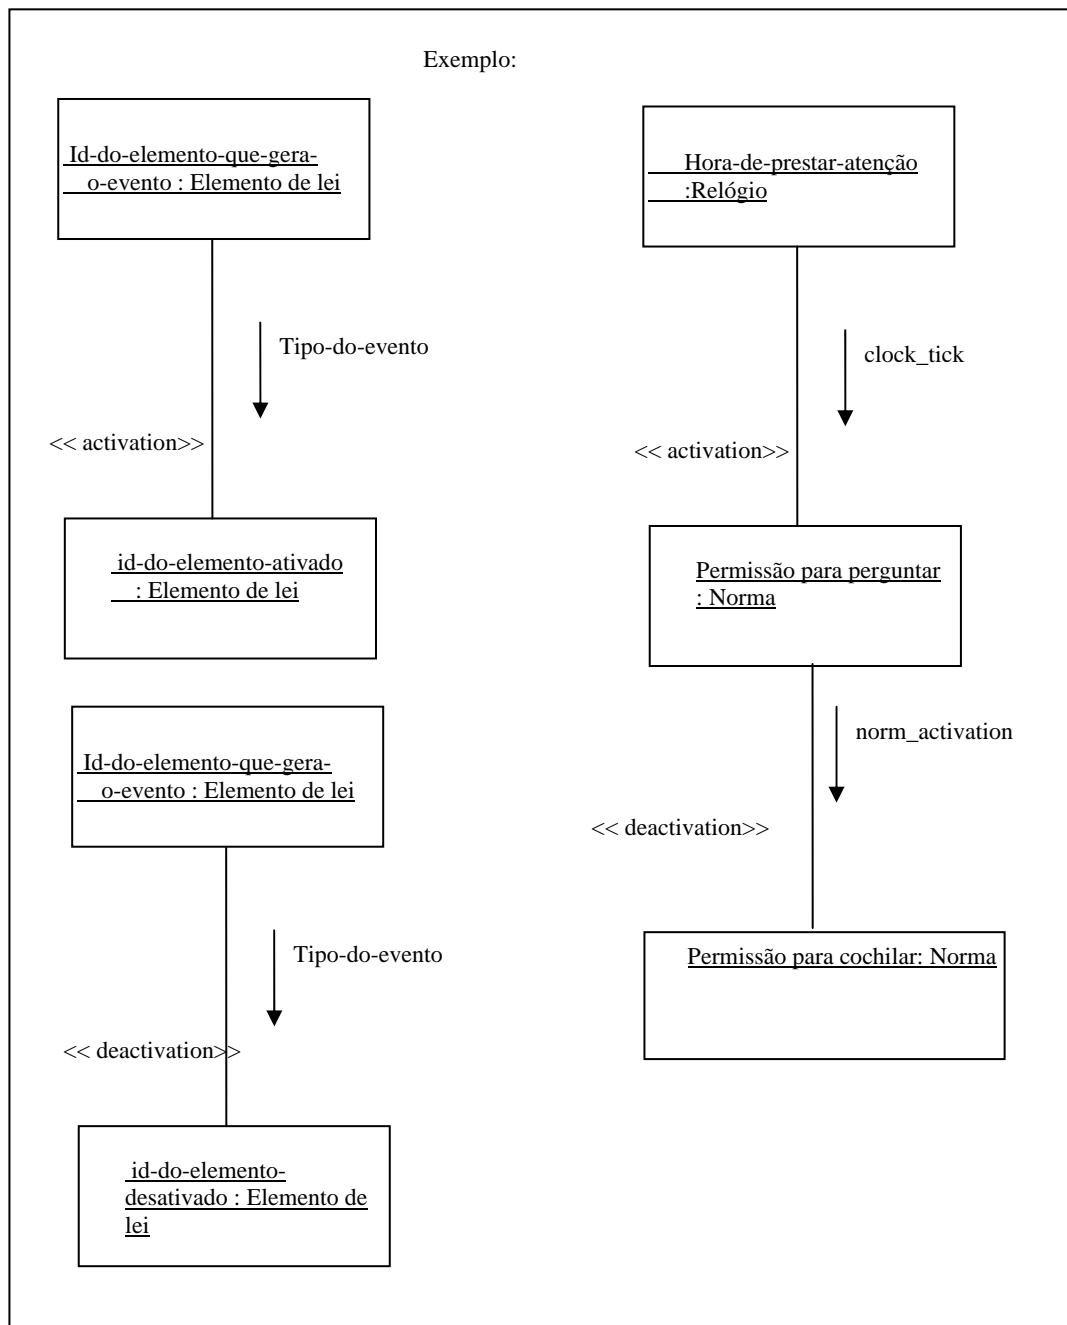 Exemplo:
Id-do-elemento-que-gera-
o-evento : Elemento de lei
Tipo-do-evento
<< activation>>
id-do-elemento-ativado
: Elemento de lei
Id-do-elemento-que-gera-
o-evento : Elemento de lei
Tipo-do-evento
<< deactivation>>
id-do-elemento-
desativado : Elemento de
lei
Hora-de-prestar-atenção
:Relógio
clock_tick
<< activation>>
Permissão para perguntar
: Norma
norm_activation
<< deactivation>>
Permissão para cochilar: Norma